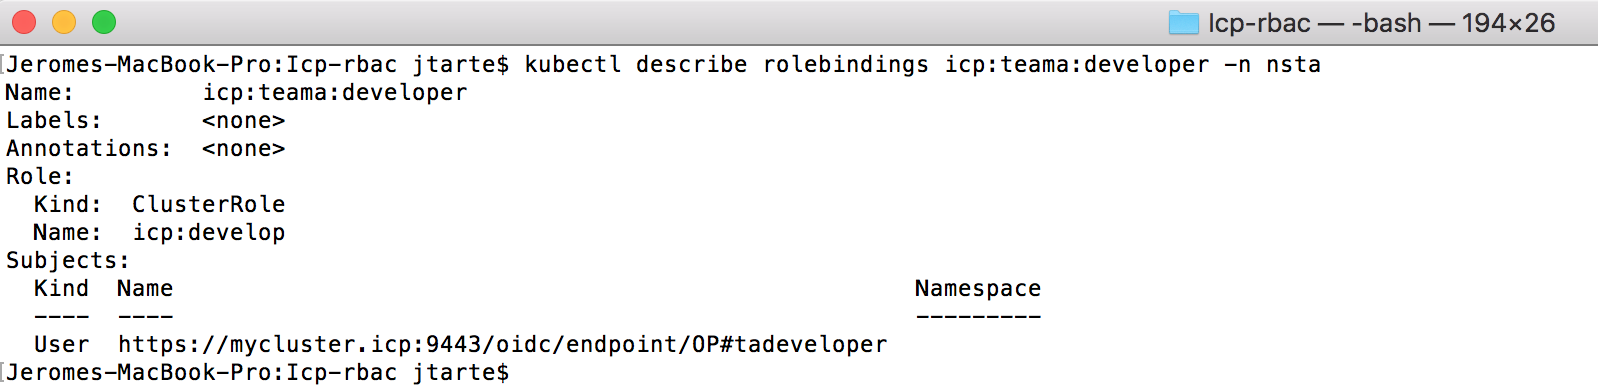 Icp-rbac — -bash — 194×26
[Jeromes-MacBook-Pro:Icp-rbac jtarte$ kubectl describe rolebindings icp:teama:developer -n nsta
Name:         icp:teama:developer
Labels:       <none>
Annotations:  <none>
Role:
  Kind:  ClusterRole
  Name:  icp:develop
Subjects:
  Kind  Name                                                     Namespace
  ----  ----                                                     ---------
  User  https://mycluster.icp:9443/oidc/endpoint/OP#tadeveloper
[Jeromes-MacBook-Pro:Icp-rbac jtarte$